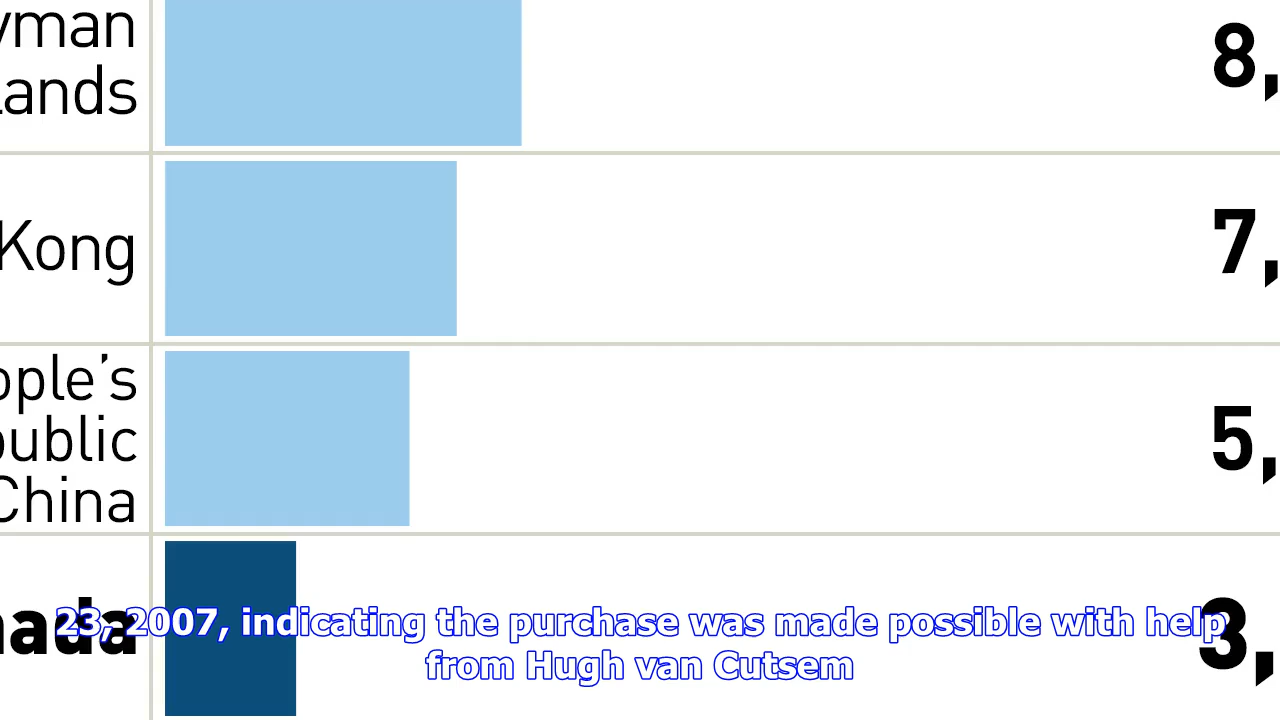 yman
Lands
8,
Kong
7,
ople’s
public
China
5,
nada
3,
23, 2007, indicating the purchase was made possible with help
from Hugh van Cutsem